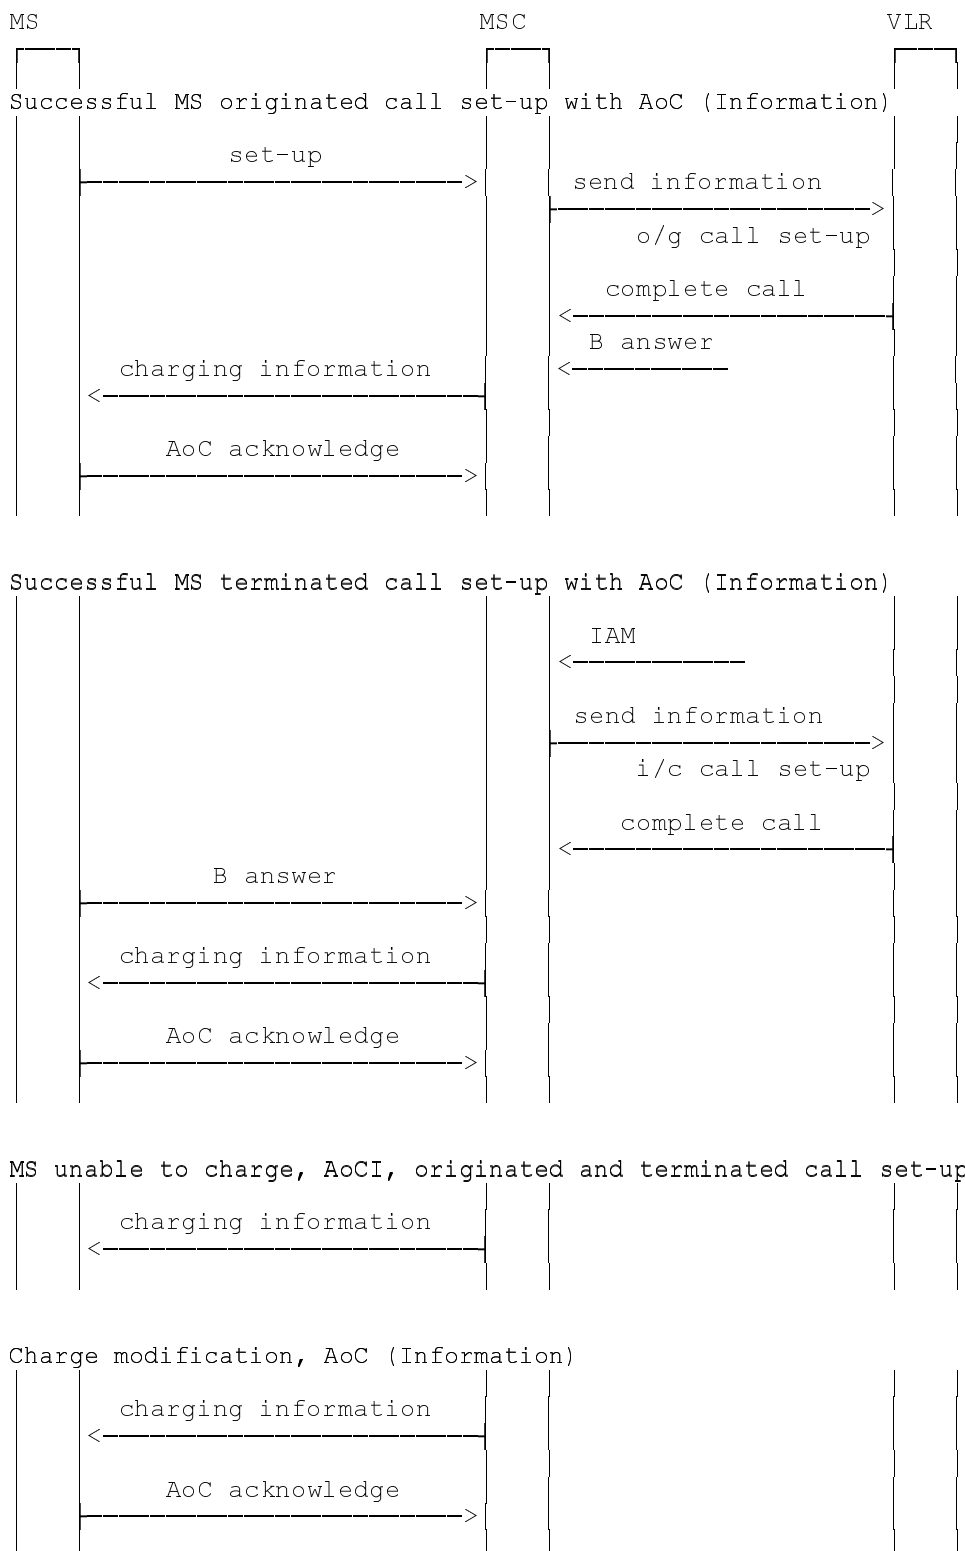 MS MSC VLR
Successful MS originated call set-up with AoC (Information)
set-up
send information
o/g call set-up
complete call
B answer
charging information
AoC acknowledge
Successful MS terminated call set-up with AoC (Information)
IAM
send information
i/c call set-up
complete call
B answer
charging information
AoC acknowledge
MS unable to charge, AoCI, originated and terminated call set-up
charging information
Charge modification, AoC (Information)
charging information
AoC acknowledge